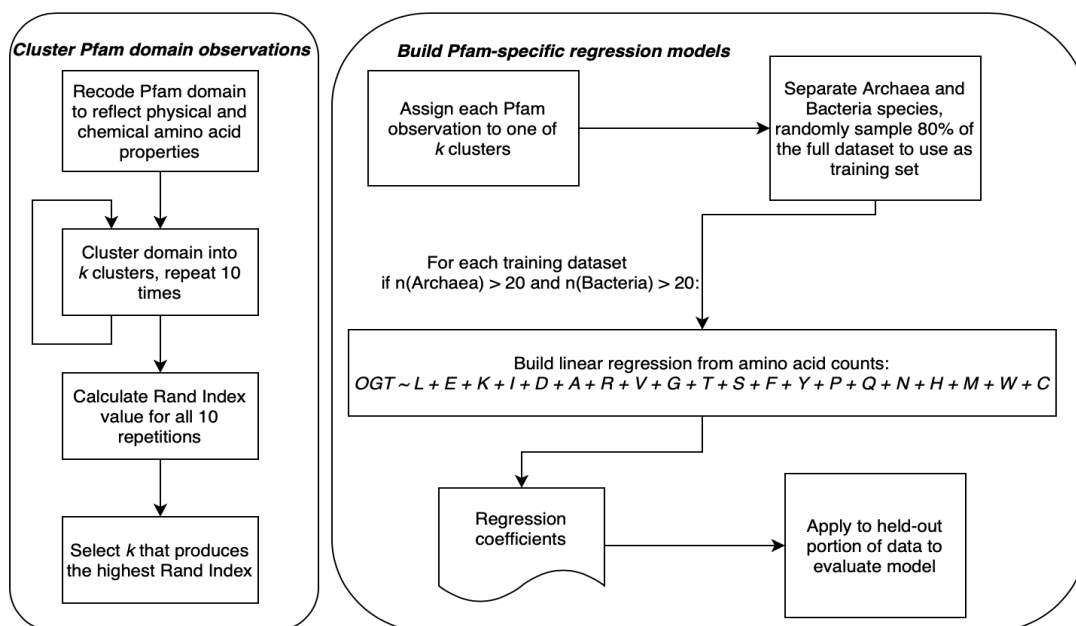 Cluster Pfam domain observations
Recode Pfam domain
to reflect physical and
chemical amino acid
properties
Cluster domain into
k clusters, repeat 10
times
Calculate Rand Index
value for all 10
repetitions
Select k that produces
the highest Rand Index
Build Pfam-specific regression models
Assign each Pfam
observation to one of
k clusters
Separate Archaea and
Bacteria species,
randomly sample 80% of
the full dataset to use as
training set
For each training dataset
if n(Archaea) > 20 and n(Bacteria) > 20:
Build linear regression from amino acid counts:
OGT ~ L + E + K + I + D + A + R + V + G + T + S + F + Y + P + Q + N + H + M + W + C
Regression
coefficients
Apply to held-out
portion of data to
evaluate model